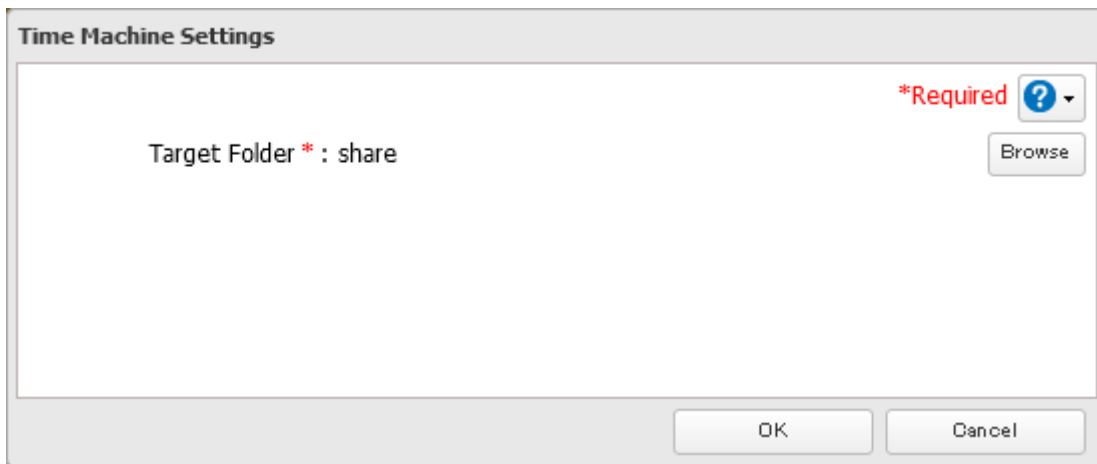 Time Machine Settings
*Required ?
Target Folder * : share
Browse
OK
Cancel